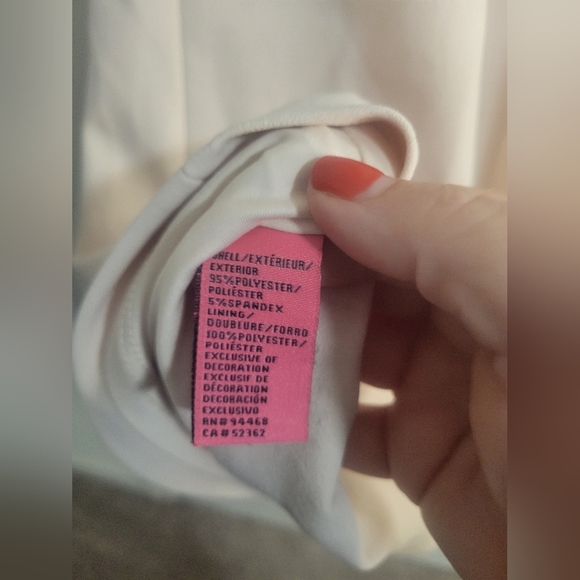 SHELL/EXTÉRIEUR/
EXTERIOR
95%POLYESTER/
POLIÉSTER
5%SPANDEX
LINING/
DOUBLURE/FORRO
100%POLYESTER/
POLIÉSTER
EXCLUSIVE OF
DECORATION
EXCLUSIF DE
DÉCORATION
DECORACIÓN
EXCLUSIVO
RN# 94468
CA# 52362